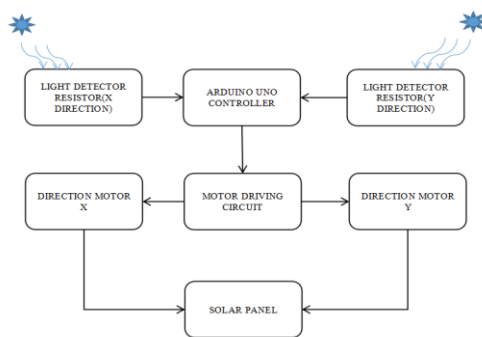 LIGHT DETECTOR
RESISTOR(X
DIRECTION)
ARDUINO UNO
CONTROLLER
LIGHT DETECTOR
RESISTOR(Y
DIRECTION)
DIRECTION MOTOR
X
MOTOR DRIVING
CIRCUIT
DIRECTION MOTOR
Y
SOLAR PANEL